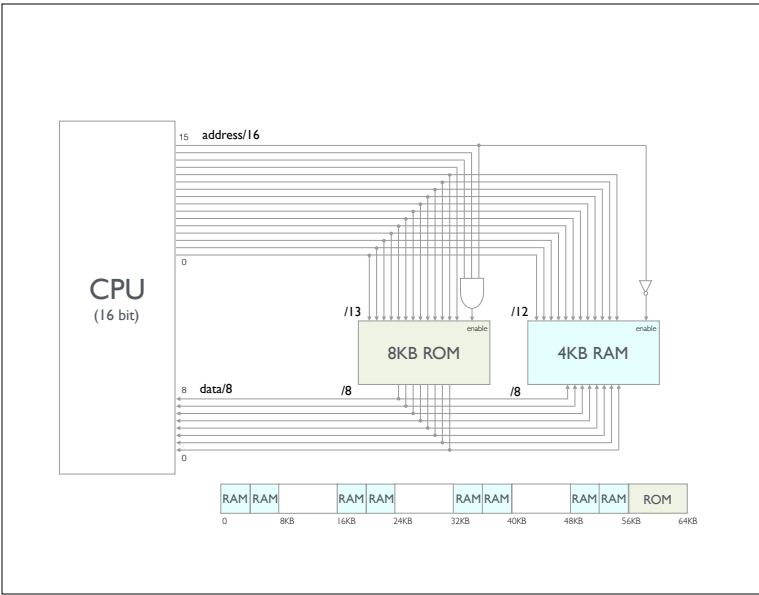 15 address/16
0
CPU
(16 bit)
/13
/12
enable
enable
8KB ROM
4KB RAM
8 data/8
/8
/8
0
RAM RAM RAM RAM RAM RAM RAM RAM ROM
0 8KB 16KB 24KB 32KB 40KB 48KB 56KB 64KB